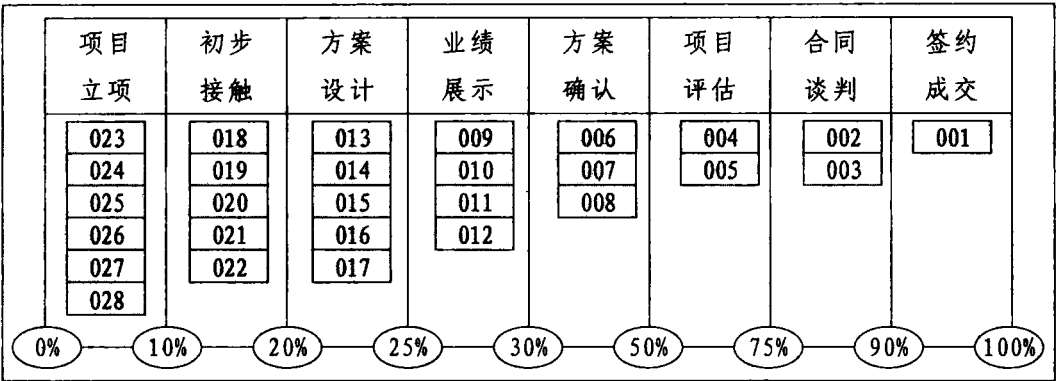 项目 初步 方案 业绩 方案 项目 合同 签约
立项 接触 设计 展示 确认 评估 谈判 成交
023 018 013 009 006 004 002 001
024 019 014 010 007 005 003
025 020 015 011 008
026 021 016 012
027 022 017
028
0% 10% 20% 25% 30% 50% 75% 90% 100%